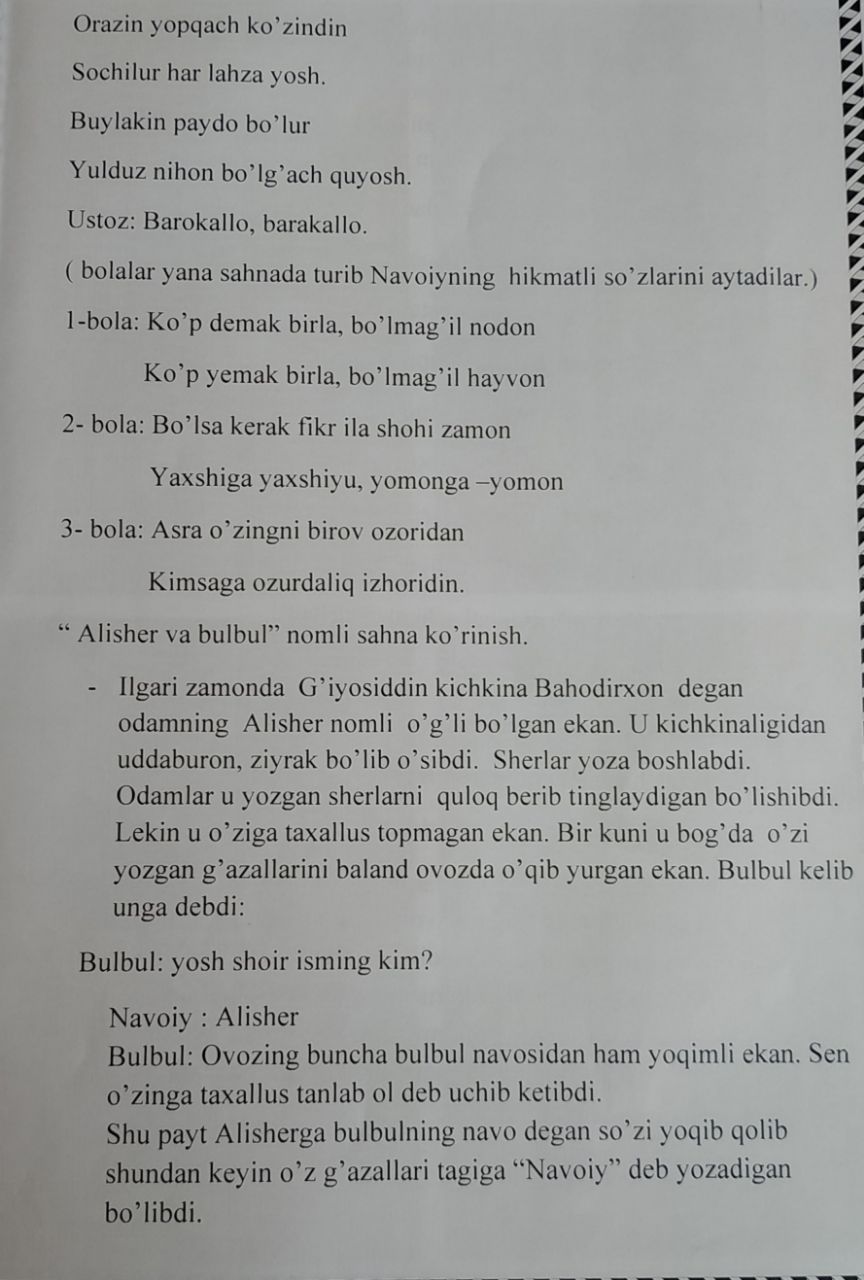 Orazin yopqach ko’zindin
Sochilur har lahza yosh.
Buylakin paydo bo’lur
Yulduz nihon bo’lg’ach quyosh.
Ustoz: Barokallo, barakallo.
( bolalar yana sahnada turib Navoiyning hikmatli so’zlarini aytadilar.)
1-bola: Ko’p demak birla, bo’lmag’il nodon
Ko’p yemak birla, bo’lmag’il hayvon
2- bola: Bo’lsa kerak fikr ila shohi zamon
Yaxshiga yaxshiyu, yomonga –yomon
3- bola: Asra o’zingni birov ozoridan
Kimsaga ozurdaliq izhoridin.
“ Alisher va bulbul” nomli sahna ko’rinish.
- Ilgari zamonda G’iyosiddin kichkina Bahodirxon degan
odamning Alisher nomli o’g’li bo’lgan ekan. U kichkinaligidan
uddaburon, ziyrak bo’lib o’sibdi. Sherlar yoza boshlabdi.
Odamlar u yozgan sherlarni quloq berib tinglaydigan bo’lishibdi.
Lekin u o’ziga taxallus topmagan ekan. Bir kuni u bog’da o’zi
yozgan g’azallarini baland ovozda o’qib yurgan ekan. Bulbul kelib
unga debdi:
Bulbul: yosh shoir isming kim?
Navoiy : Alisher
Bulbul: Ovozing buncha bulbul navosidan ham yoqimli ekan. Sen
o’zinga taxallus tanlab ol deb uchib ketibdi.
Shu payt Alisherga bulbulning navo degan so’zi yoqib qolib
shundan keyin o’z g’azallari tagiga “Navoiy” deb yozadigan
bo’libdi.